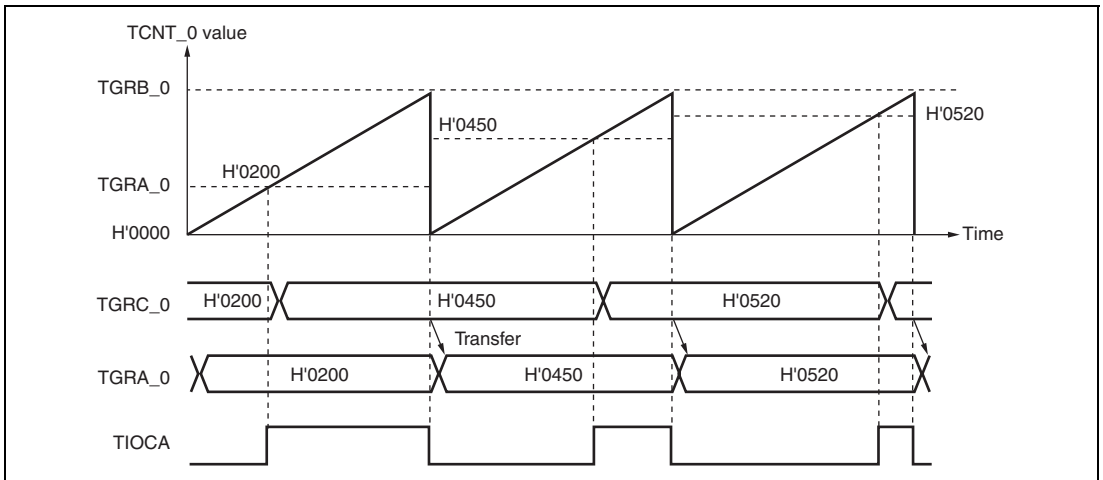 TCNT_0 value
TGRB_0
H'0520
H'0450
H'0200
TGRA_0
H'0000
Time
TGRC_0
H'0200
H'0450
H'0520
Transfer
TGRA_0
H'0200
H'0450
H'0520
TIOCA